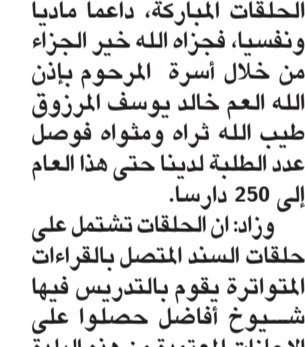 الحلقات المباركة، داعما ماديا
ونفسيا، فجزاه الله خير الجزاء
من خلال أسرة المرحوم بإذن
الله العم خالد يوسف المرزوق
طيب الله ثراه ومثواه فوصل
عدد الطلبة لدينا حتى هذا العام
إلى 250 دارسا.
وزاد: ان الحلقات تشتمل على
حلقات السند المتصل بالقراءات
المتواترة يقوم بالتدريس فيها
شـــيوخ أفاضل حصلوا على